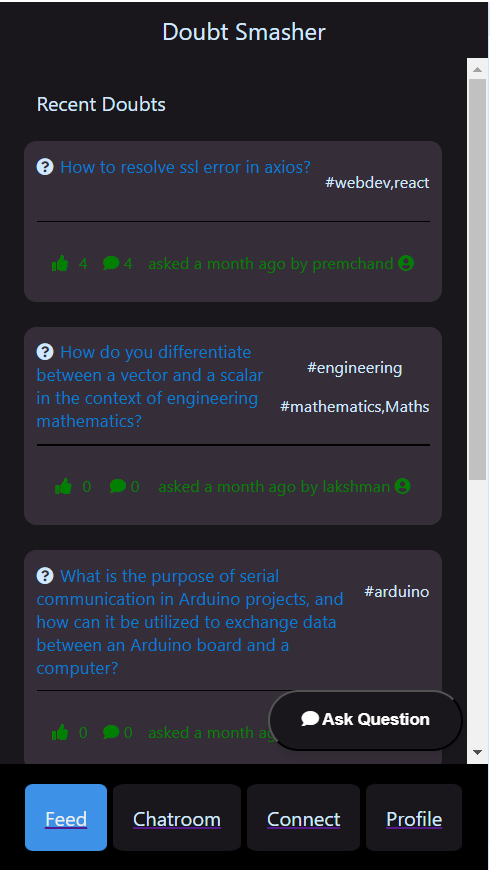 Doubt Smasher
Recent Doubts
How to resolve ssl error in axios?
#webdev,react
4 4 asked a month ago by premchand
How do you differentiate
between a vector and a scalar
in the context of engineering
mathematics?
#engineering
#mathematics,Maths
0 0 asked a month ago by lakshman
What is the purpose of serial
communication in Arduino projects, and
how can it be utilized to exchange data
between an Arduino board and a
computer?
#arduino
0 0 asked a month
Ask Question
Feed Chatroom Connect Profile